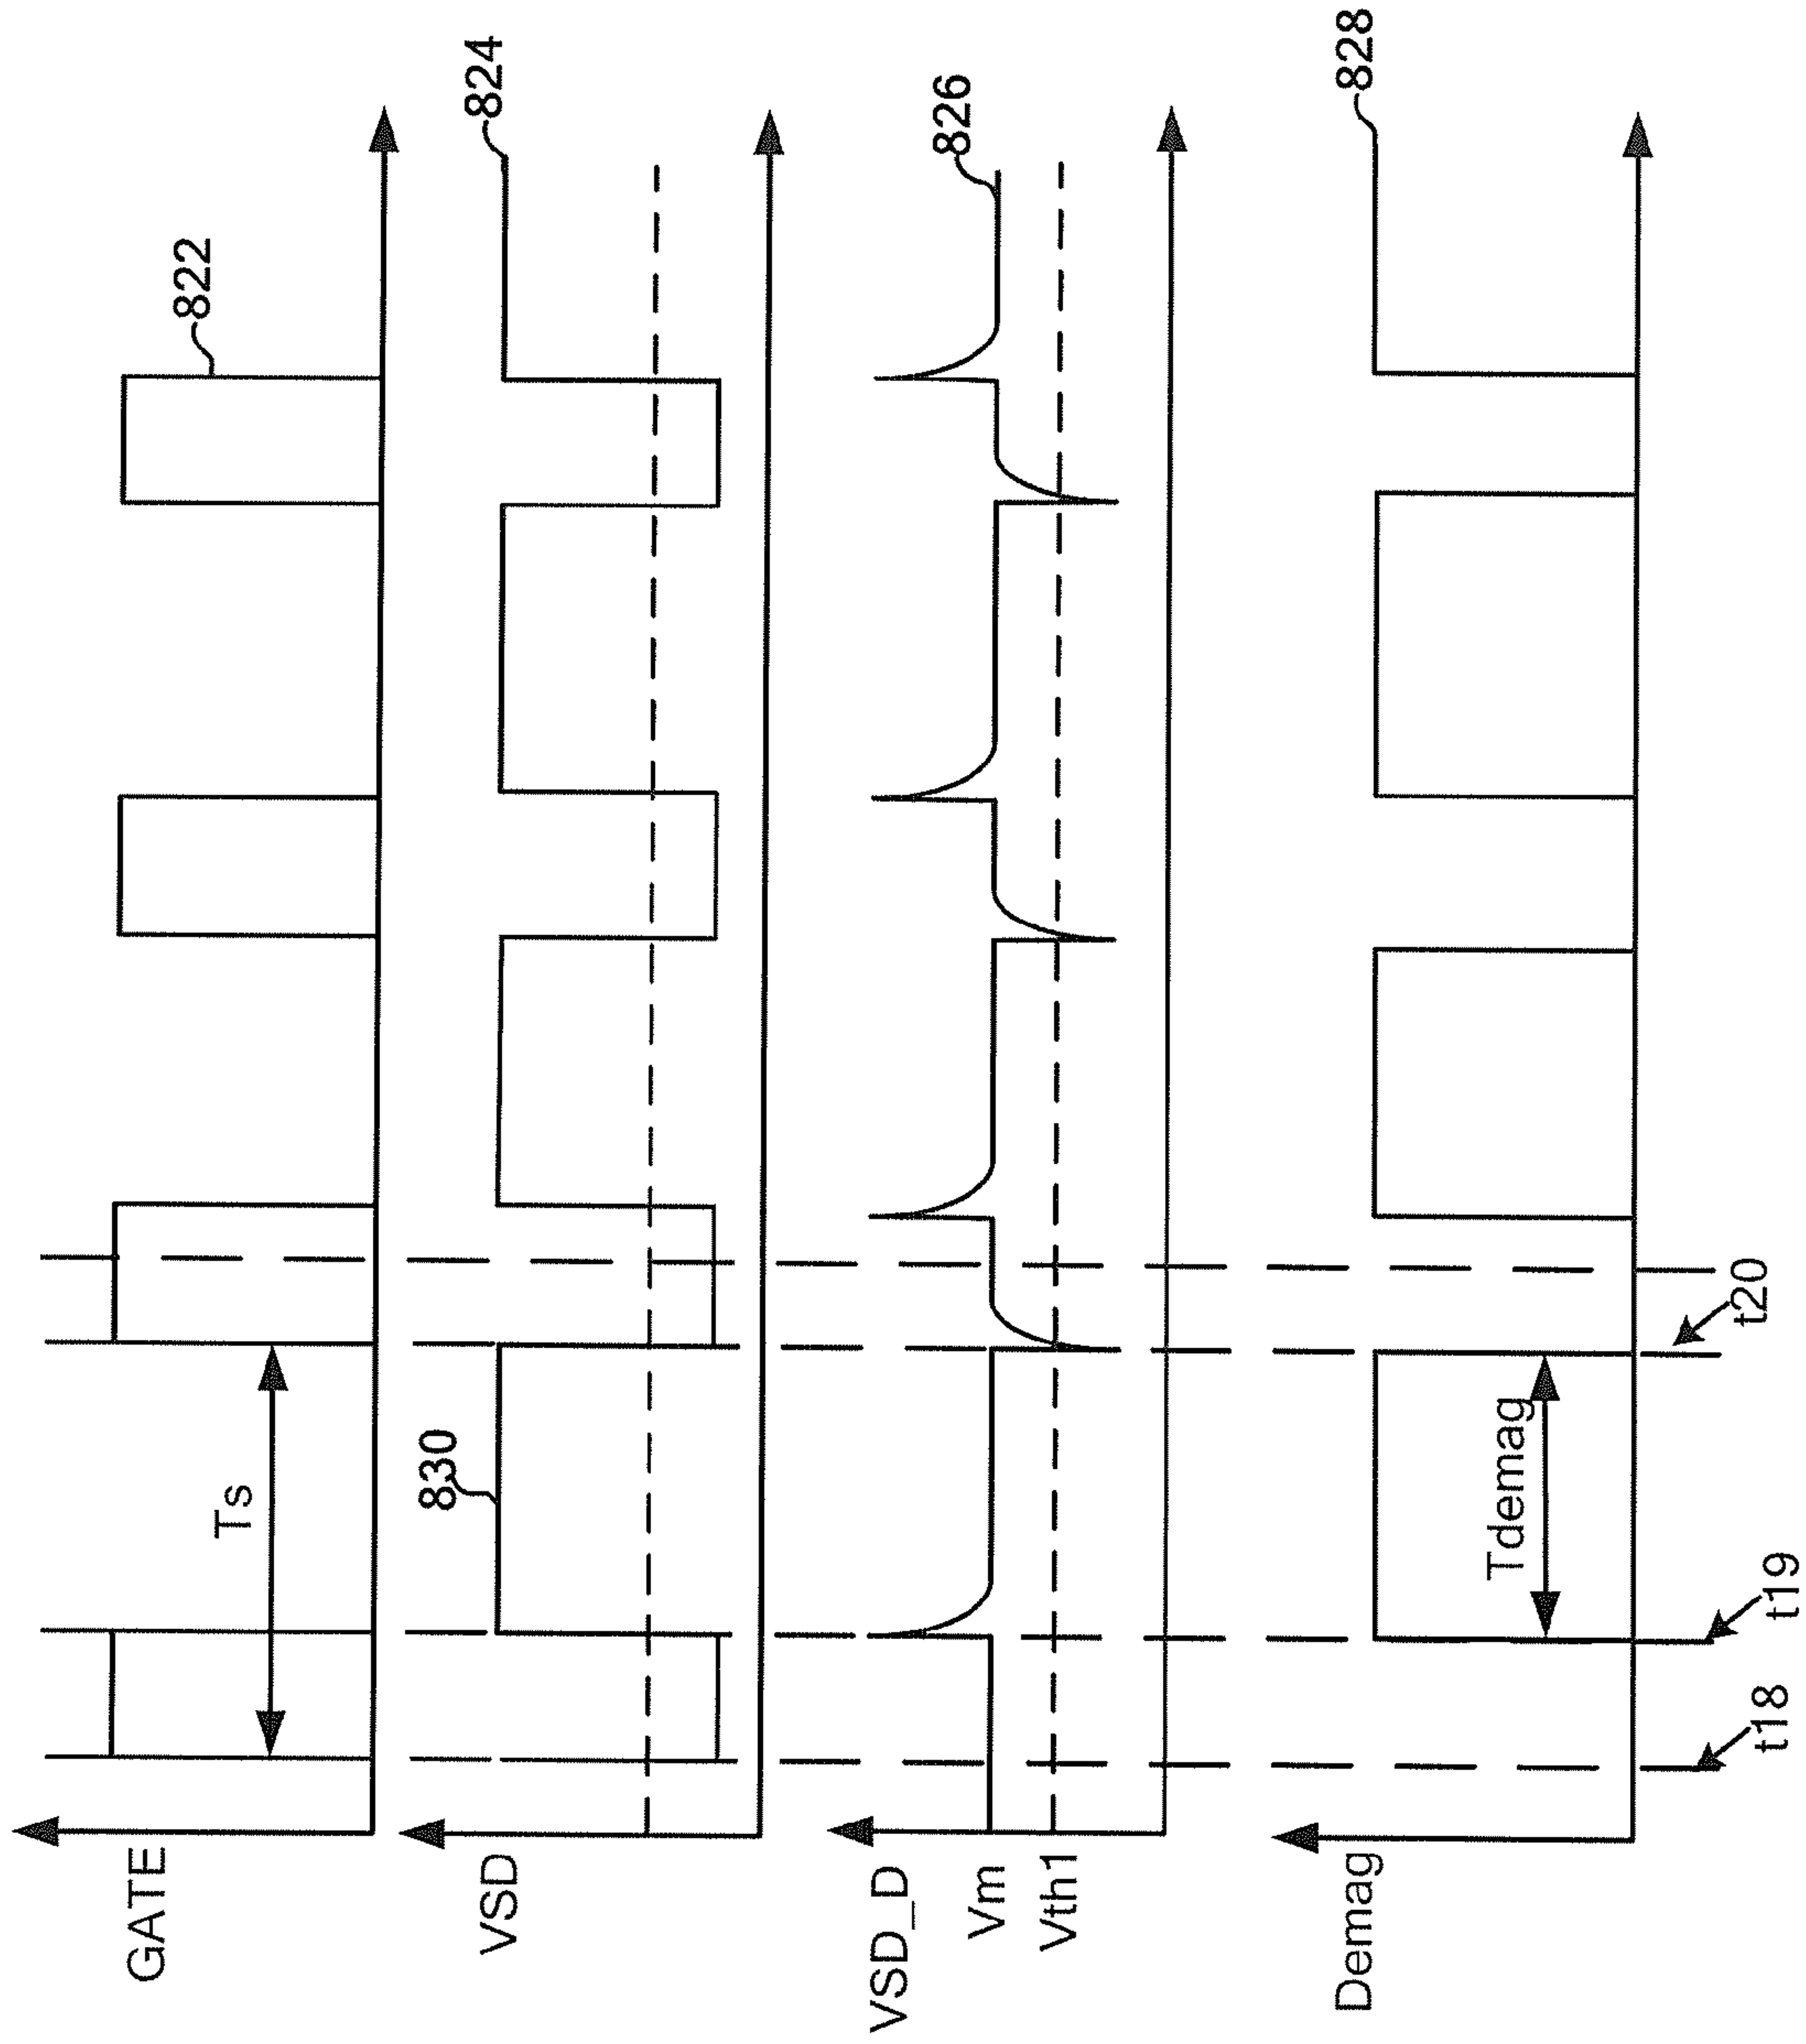 GATE
Ts
822
VSD
830
824
VSD_D
Vm
Vth1
826
Demag
Tdemag
828
t18
t19
t20